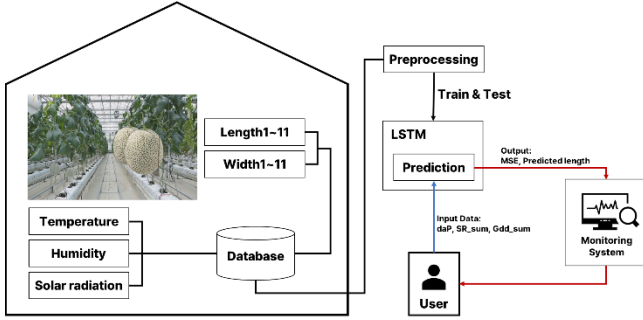 Length1~11
Width1~11
Temperature
Humidity
Solar radiation
Database
Preprocessing
Train & Test
LSTM
Prediction
Output:
MSE, Predicted length
Input Data:
daP, SR_sum, Gdd_sum
User
Monitoring
System